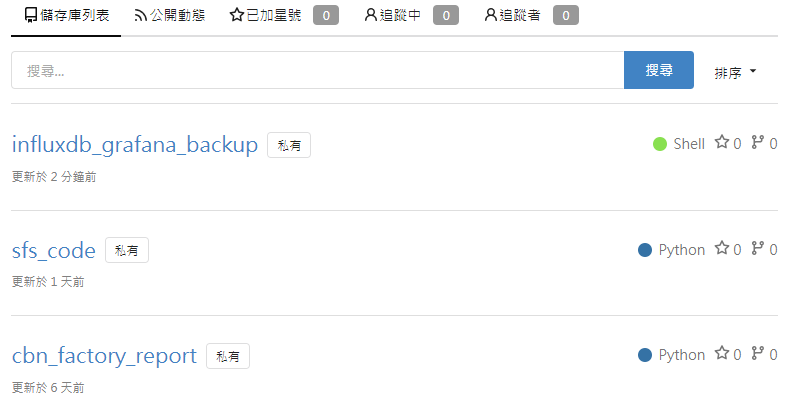 儲存庫列表 公開動態 已加星號 0 追蹤中 0 追蹤者 0
搜尋... 搜尋 排序
influxdb_grafana_backup 私有 Shell 0 0
更新於 2 分鐘前
sfs_code 私有 Python 0 0
更新於 1 天前
cbn_factory_report 私有 Python 0 0
更新於 6 天前